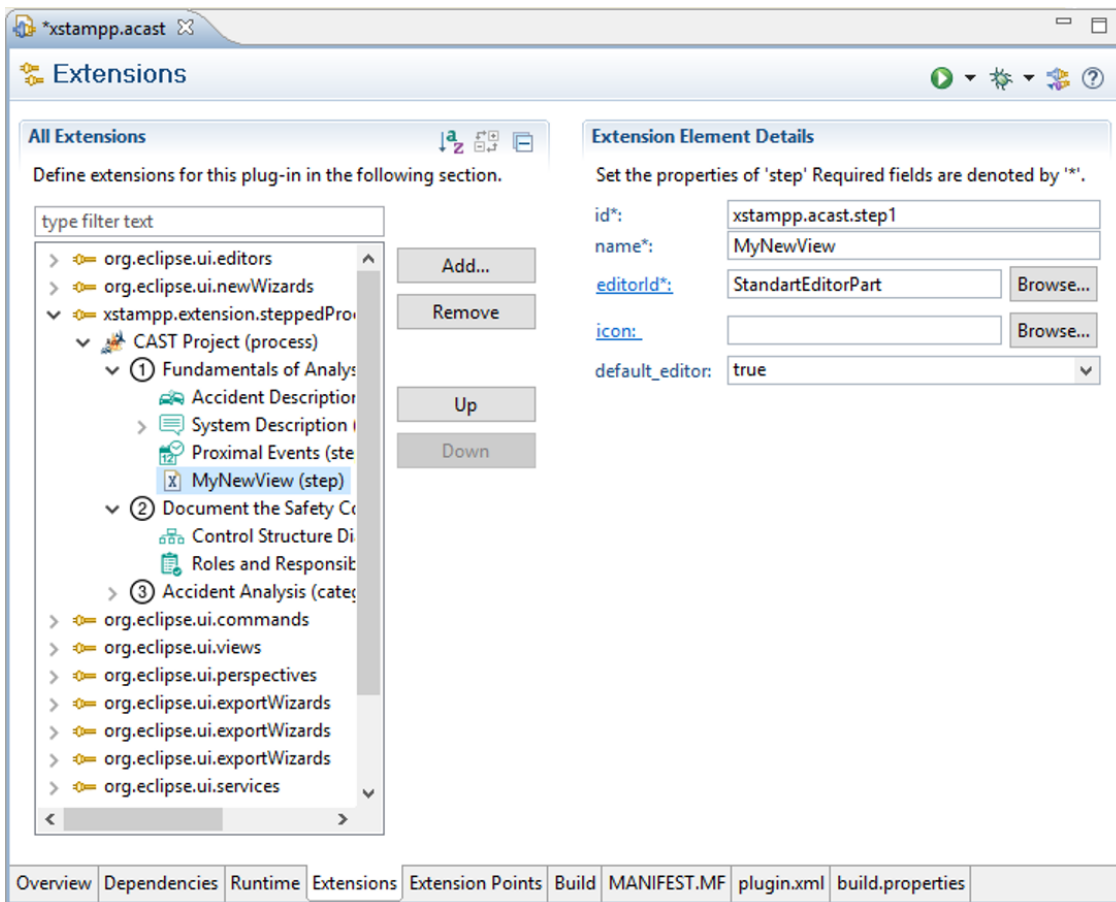 *xstampp.acast
Extensions
All Extensions
Define extensions for this plug-in in the following section.
type filter text
org.eclipse.ui.editors
org.eclipse.ui.newWizards
xstampp.extension.steppedPro
CAST Project (process)
1 Fundamentals of Analys
Accident Description
System Description (
Proximal Events (ste
MyNewView (step)
2 Document the Safety Co
Control Structure Di
Roles and Responsib
3 Accident Analysis (categ
org.eclipse.ui.commands
org.eclipse.ui.views
org.eclipse.ui.perspectives
org.eclipse.ui.exportWizards
org.eclipse.ui.exportWizards
org.eclipse.ui.exportWizards
org.eclipse.ui.services
Add...
Remove
Up
Down
Extension Element Details
Set the properties of 'step' Required fields are denoted by '*'.
id*: xstampp.acast.step1
name*: MyNewView
editorId*: StandartEditorPart Browse...
icon: Browse...
default_editor: true
Overview Dependencies Runtime Extensions Extension Points Build MANIFEST.MF plugin.xml build.properties